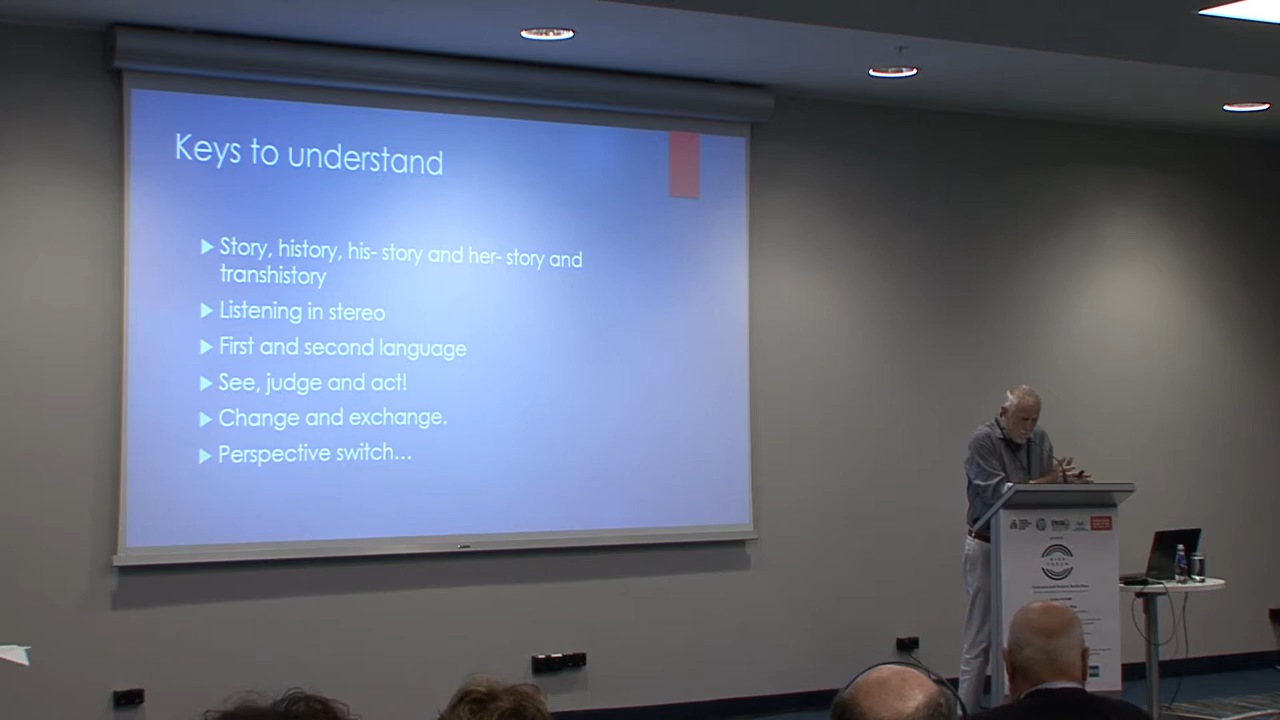 Keys to understand
Story, history, his- story and her- story and
transhistory
Listening in stereo
First and second language
See, judge and act!
Change and exchange.
Perspective switch...